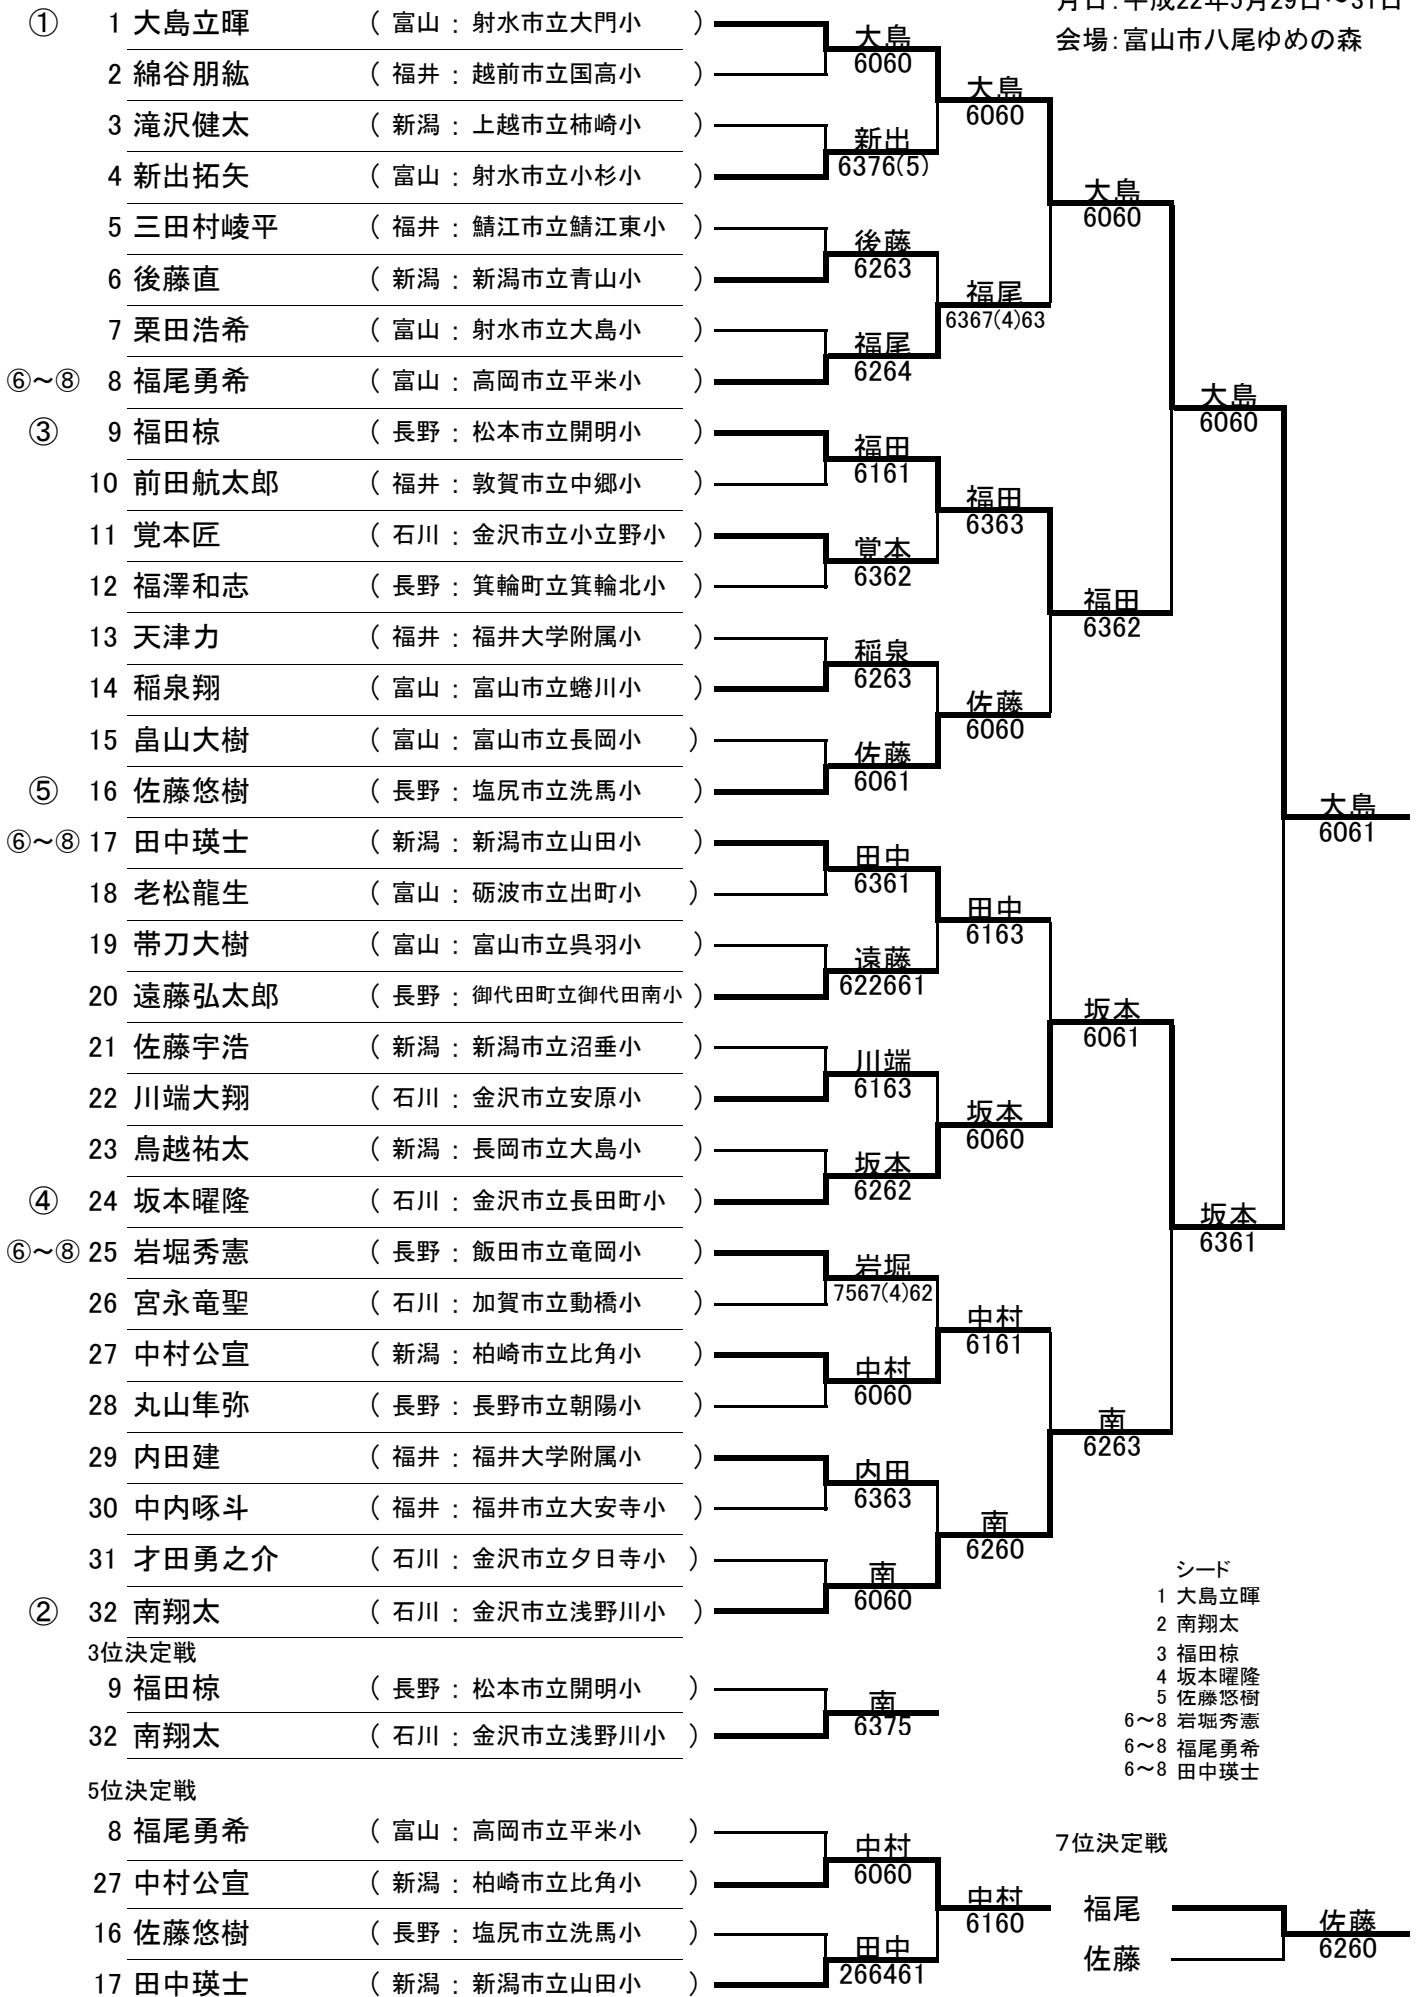 月日：平成22年5月29日～31日
会場：富山市八尾ゆめの森
① 1 大島立暉 （ 富山 ： 射水市立大門小 ）
2 綿谷朋紘 （ 福井 ： 越前市立国高小 ）
3 滝沢健太 （ 新潟 ： 上越市立柿崎小 ）
4 新出拓矢 （ 富山 ： 射水市立小杉小 ）
5 三田村崚平 （ 福井 ： 鯖江市立鯖江東小 ）
6 後藤直 （ 新潟 ： 新潟市立青山小 ）
7 栗田浩希 （ 富山 ： 射水市立大島小 ）
⑥～⑧ 8 福尾勇希 （ 富山 ： 高岡市立平米小 ）
③ 9 福田椋 （ 長野 ： 松本市立開明小 ）
10 前田航太郎 （ 福井 ： 敦賀市立中郷小 ）
11 覚本匠 （ 石川 ： 金沢市立小立野小 ）
12 福澤和志 （ 長野 ： 箕輪町立箕輪北小 ）
13 天津力 （ 福井 ： 福井大学附属小 ）
14 稲泉翔 （ 富山 ： 富山市立蜷川小 ）
15 畠山大樹 （ 富山 ： 富山市立長岡小 ）
⑤ 16 佐藤悠樹 （ 長野 ： 塩尻市立洗馬小 ）
⑥～⑧ 17 田中瑛士 （ 新潟 ： 新潟市立山田小 ）
18 老松龍生 （ 富山 ： 砺波市立出町小 ）
19 帯刀大樹 （ 富山 ： 富山市立呉羽小 ）
20 遠藤弘太郎 （ 長野 ： 御代田町立御代田南小 ）
21 佐藤宇浩 （ 新潟 ： 新潟市立沼垂小 ）
22 川端大翔 （ 石川 ： 金沢市立安原小 ）
23 鳥越祐太 （ 新潟 ： 長岡市立大島小 ）
④ 24 坂本曜隆 （ 石川 ： 金沢市立長田町小 ）
⑥～⑧ 25 岩堀秀憲 （ 長野 ： 飯田市立竜岡小 ）
26 宮永竜聖 （ 石川 ： 加賀市立動橋小 ）
27 中村公宣 （ 新潟 ： 柏崎市立比角小 ）
28 丸山隼弥 （ 長野 ： 長野市立朝陽小 ）
29 内田建 （ 福井 ： 福井大学附属小 ）
30 中内啄斗 （ 福井 ： 福井市立大安寺小 ）
31 才田勇之介 （ 石川 ： 金沢市立夕日寺小 ）
② 32 南翔太 （ 石川 ： 金沢市立浅野川小 ）
大島
6060
新出
6376(5)
後藤
6263
福尾
6264
福田
6161
覚本
6362
稲泉
6263
佐藤
6061
田中
6361
遠藤
622661
川端
6163
坂本
6262
岩堀
7567(4)62
中村
6060
内田
6363
南
6060
大島
6060
福尾
6367(4)63
福田
6363
佐藤
6060
田中
6163
坂本
6060
中村
6161
南
6260
大島
6060
福田
6362
坂本
6061
南
6263
大島
6060
坂本
6361
大島
6061
シード
1 大島立暉
2 南翔太
3 福田椋
4 坂本曜隆
5 佐藤悠樹
6～8 岩堀秀憲
6～8 福尾勇希
6～8 田中瑛士
3位決定戦
9 福田椋 （ 長野 ： 松本市立開明小 ）
32 南翔太 （ 石川 ： 金沢市立浅野川小 ）
南
6375
5位決定戦
8 福尾勇希 （ 富山 ： 高岡市立平米小 ）
27 中村公宣 （ 新潟 ： 柏崎市立比角小 ）
16 佐藤悠樹 （ 長野 ： 塩尻市立洗馬小 ）
17 田中瑛士 （ 新潟 ： 新潟市立山田小 ）
中村
6060
田中
266461
中村
6160
7位決定戦
福尾
佐藤
佐藤
6260